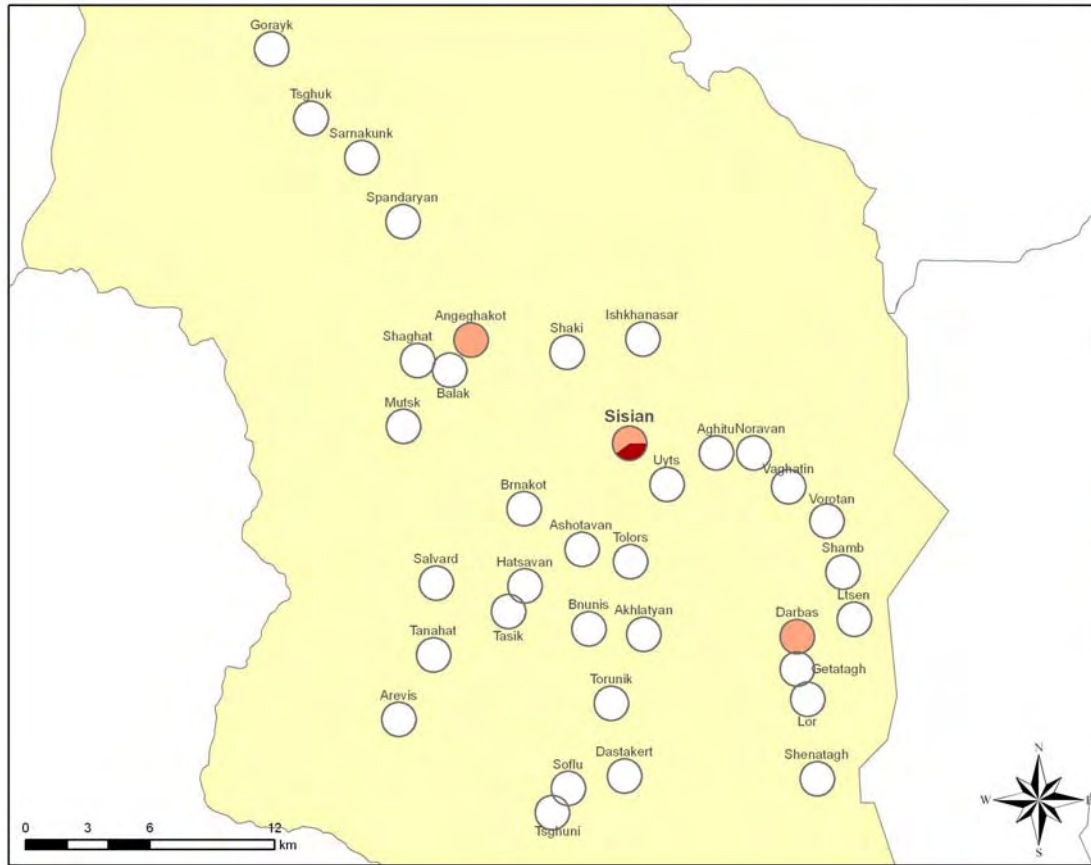 Gorayk
Tsghuk
Sarnakunk
Spandaryan
Angeghakot
Ishkhanasar
Shaki
Shaghat
Balak
Mutsk
Sisian
Aghitu Noravan
Uyts
Vaghatin
Brnakot
Vorotan
Ashotavan
Tolors
Shamb
Salvard
Hatsavan
Ltsen
Bnunis
Akhlatyan
Darbas
Tanahat
Tasik
Getatagh
Torunik
Arevis
Lor
Dastakert
Shenatagh
Soflu
Tsghuni
N
W
E
S
0 3 6 12
km